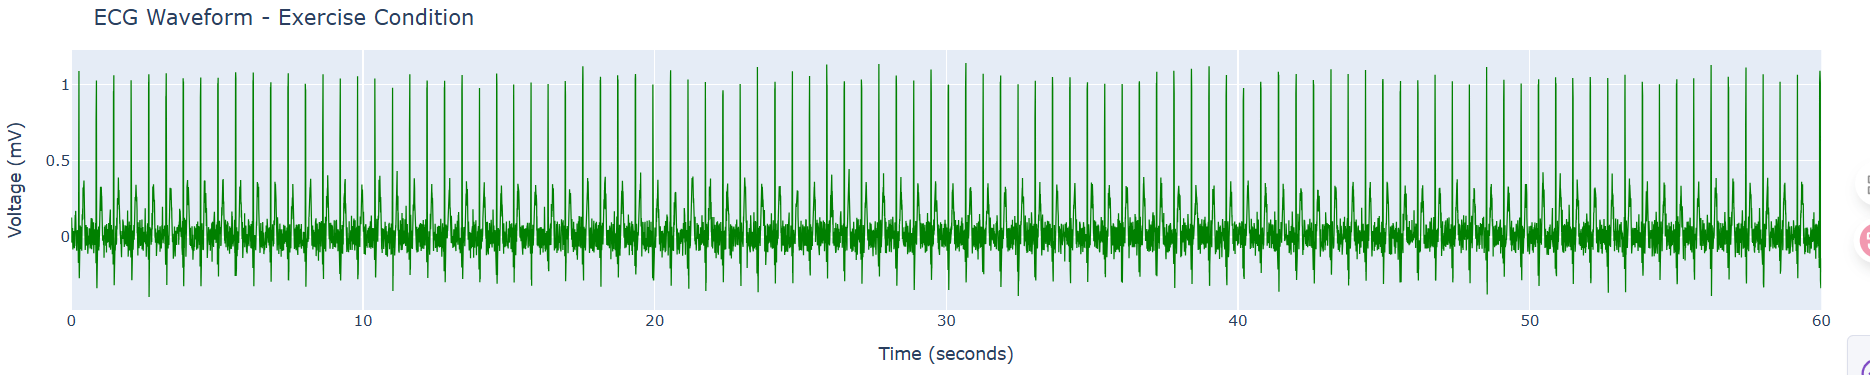 ECG Waveform - Exercise Condition
Voltage (mV)
1
0.5
0
0 10 20 30 40 50 60
Time (seconds)